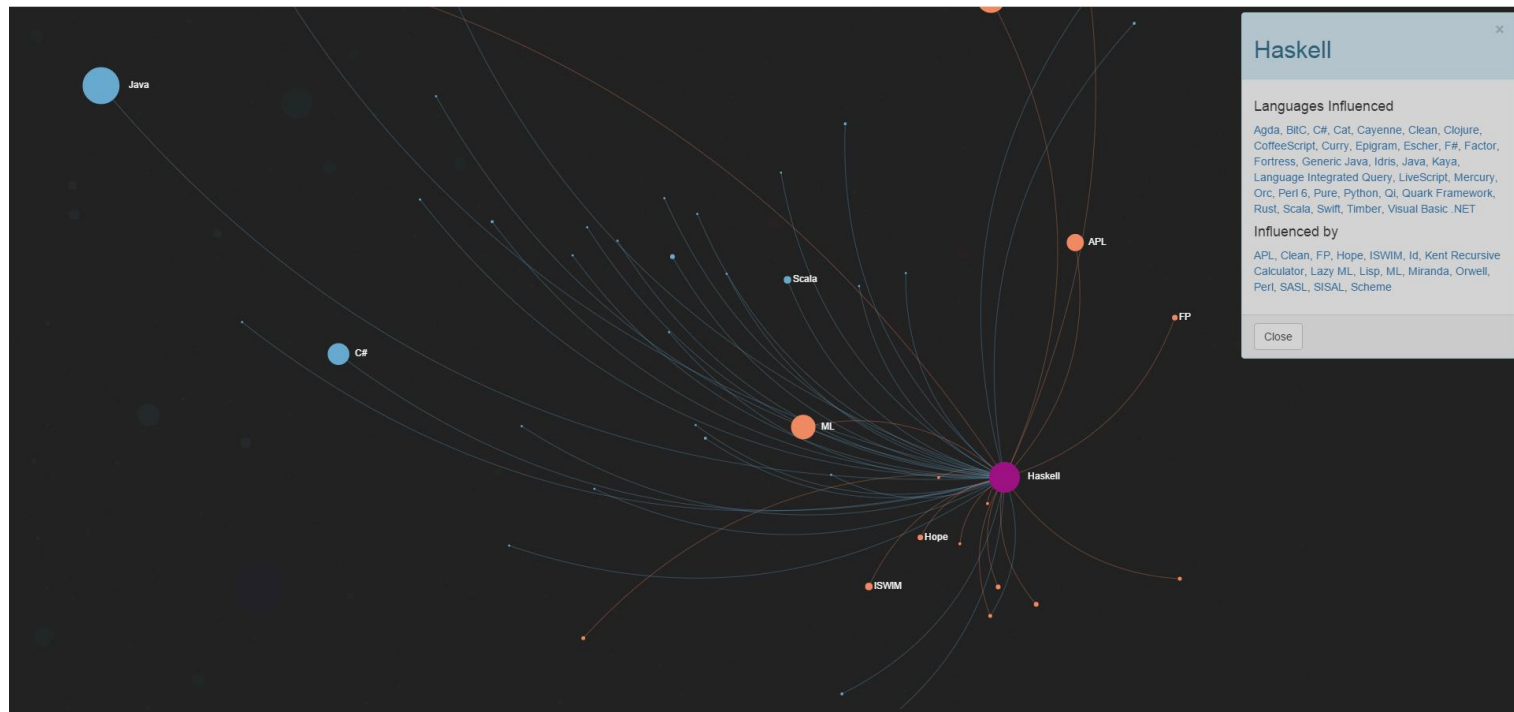 Java
C#
Scala
ML
APL
FP
Haskell
Hope
ISWIM
×
Haskell
Languages Influenced
Agda, BitC, C#, Cat, Cayenne, Clean, Clojure,
CoffeeScript, Curry, Epigram, Escher, F#, Factor,
Fortress, Generic Java, Idris, Java, Kaya,
Language Integrated Query, LiveScript, Mercury,
Orc, Perl 6, Pure, Python, Qi, Quark Framework,
Rust, Scala, Swift, Timber, Visual Basic .NET
Influenced by
APL, Clean, FP, Hope, ISWIM, Id, Kent Recursive
Calculator, Lazy ML, Lisp, ML, Miranda, Orwell,
Perl, SASL, SISAL, Scheme
Close